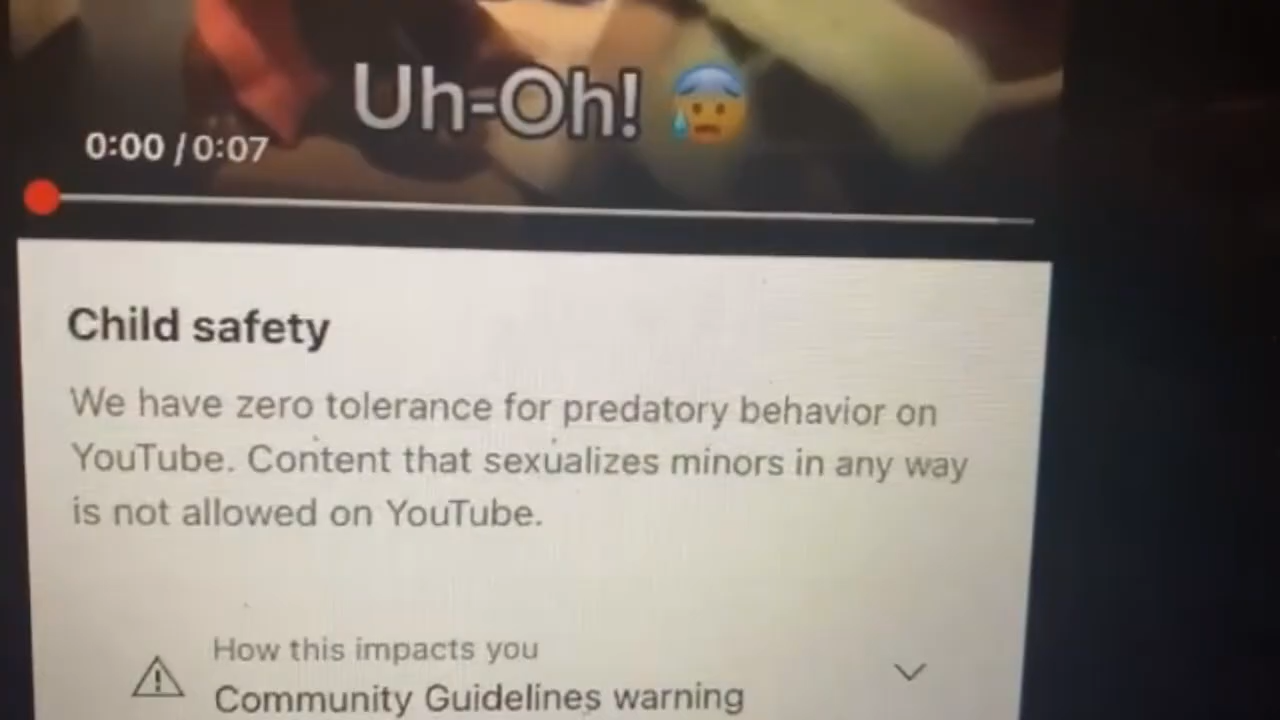 Uh-Oh! 😰
0:00 / 0:07
Child safety
We have zero tolerance for predatory behavior on
YouTube. Content that sexualizes minors in any way
is not allowed on YouTube.
How this impacts you
Community Guidelines warning